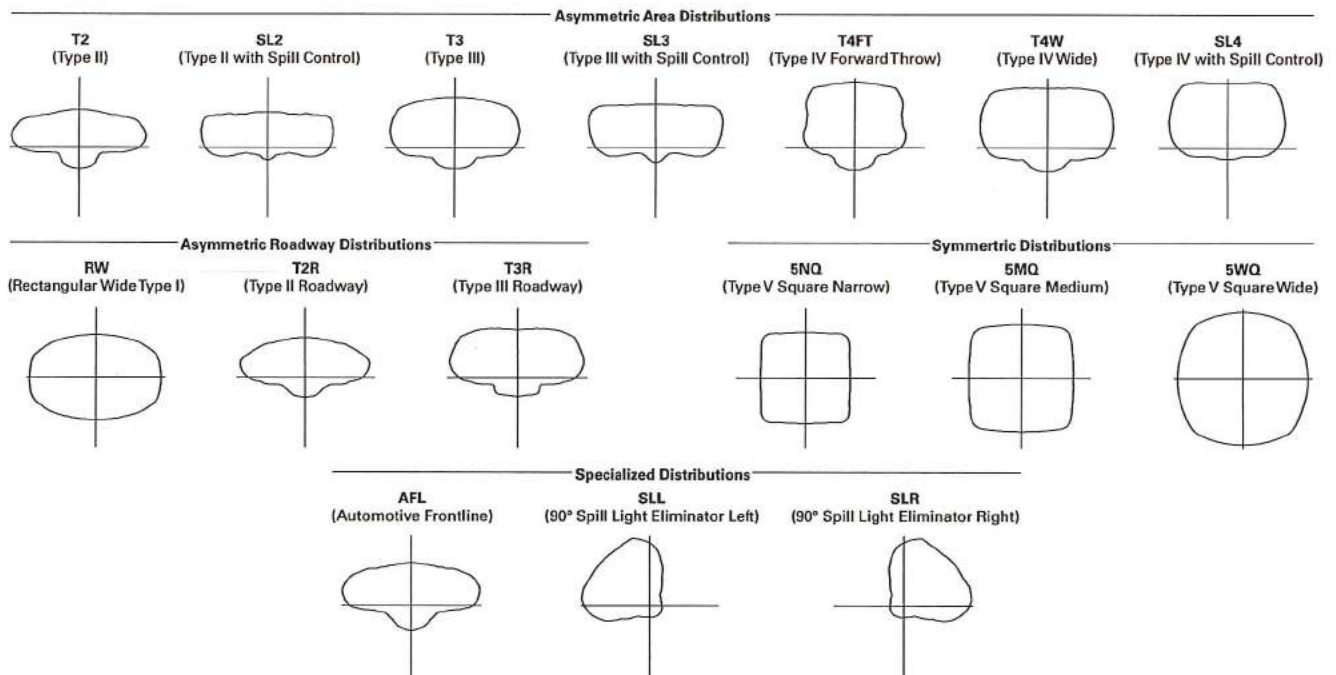 Asymmetric Area Distributions
T2
(Type II)
SL2
(Type II with Spill Control)
T3
(Type III)
SL3
(Type III with Spill Control)
T4FT
(Type IV Forward Throw)
T4W
(Type IV Wide)
SL4
(Type IV with Spill Control)
Asymmetric Roadway Distributions
RW
(Rectangular Wide Type I)
T2R
(Type II Roadway)
T3R
(Type III Roadway)
Symmertric Distributions
5NQ
(Type V Square Narrow)
5MQ
(Type V Square Medium)
5WQ
(Type V Square Wide)
Specialized Distributions
AFL
(Automotive Frontline)
SLL
(90° Spill Light Eliminator Left)
SLR
(90° Spill Light Eliminator Right)